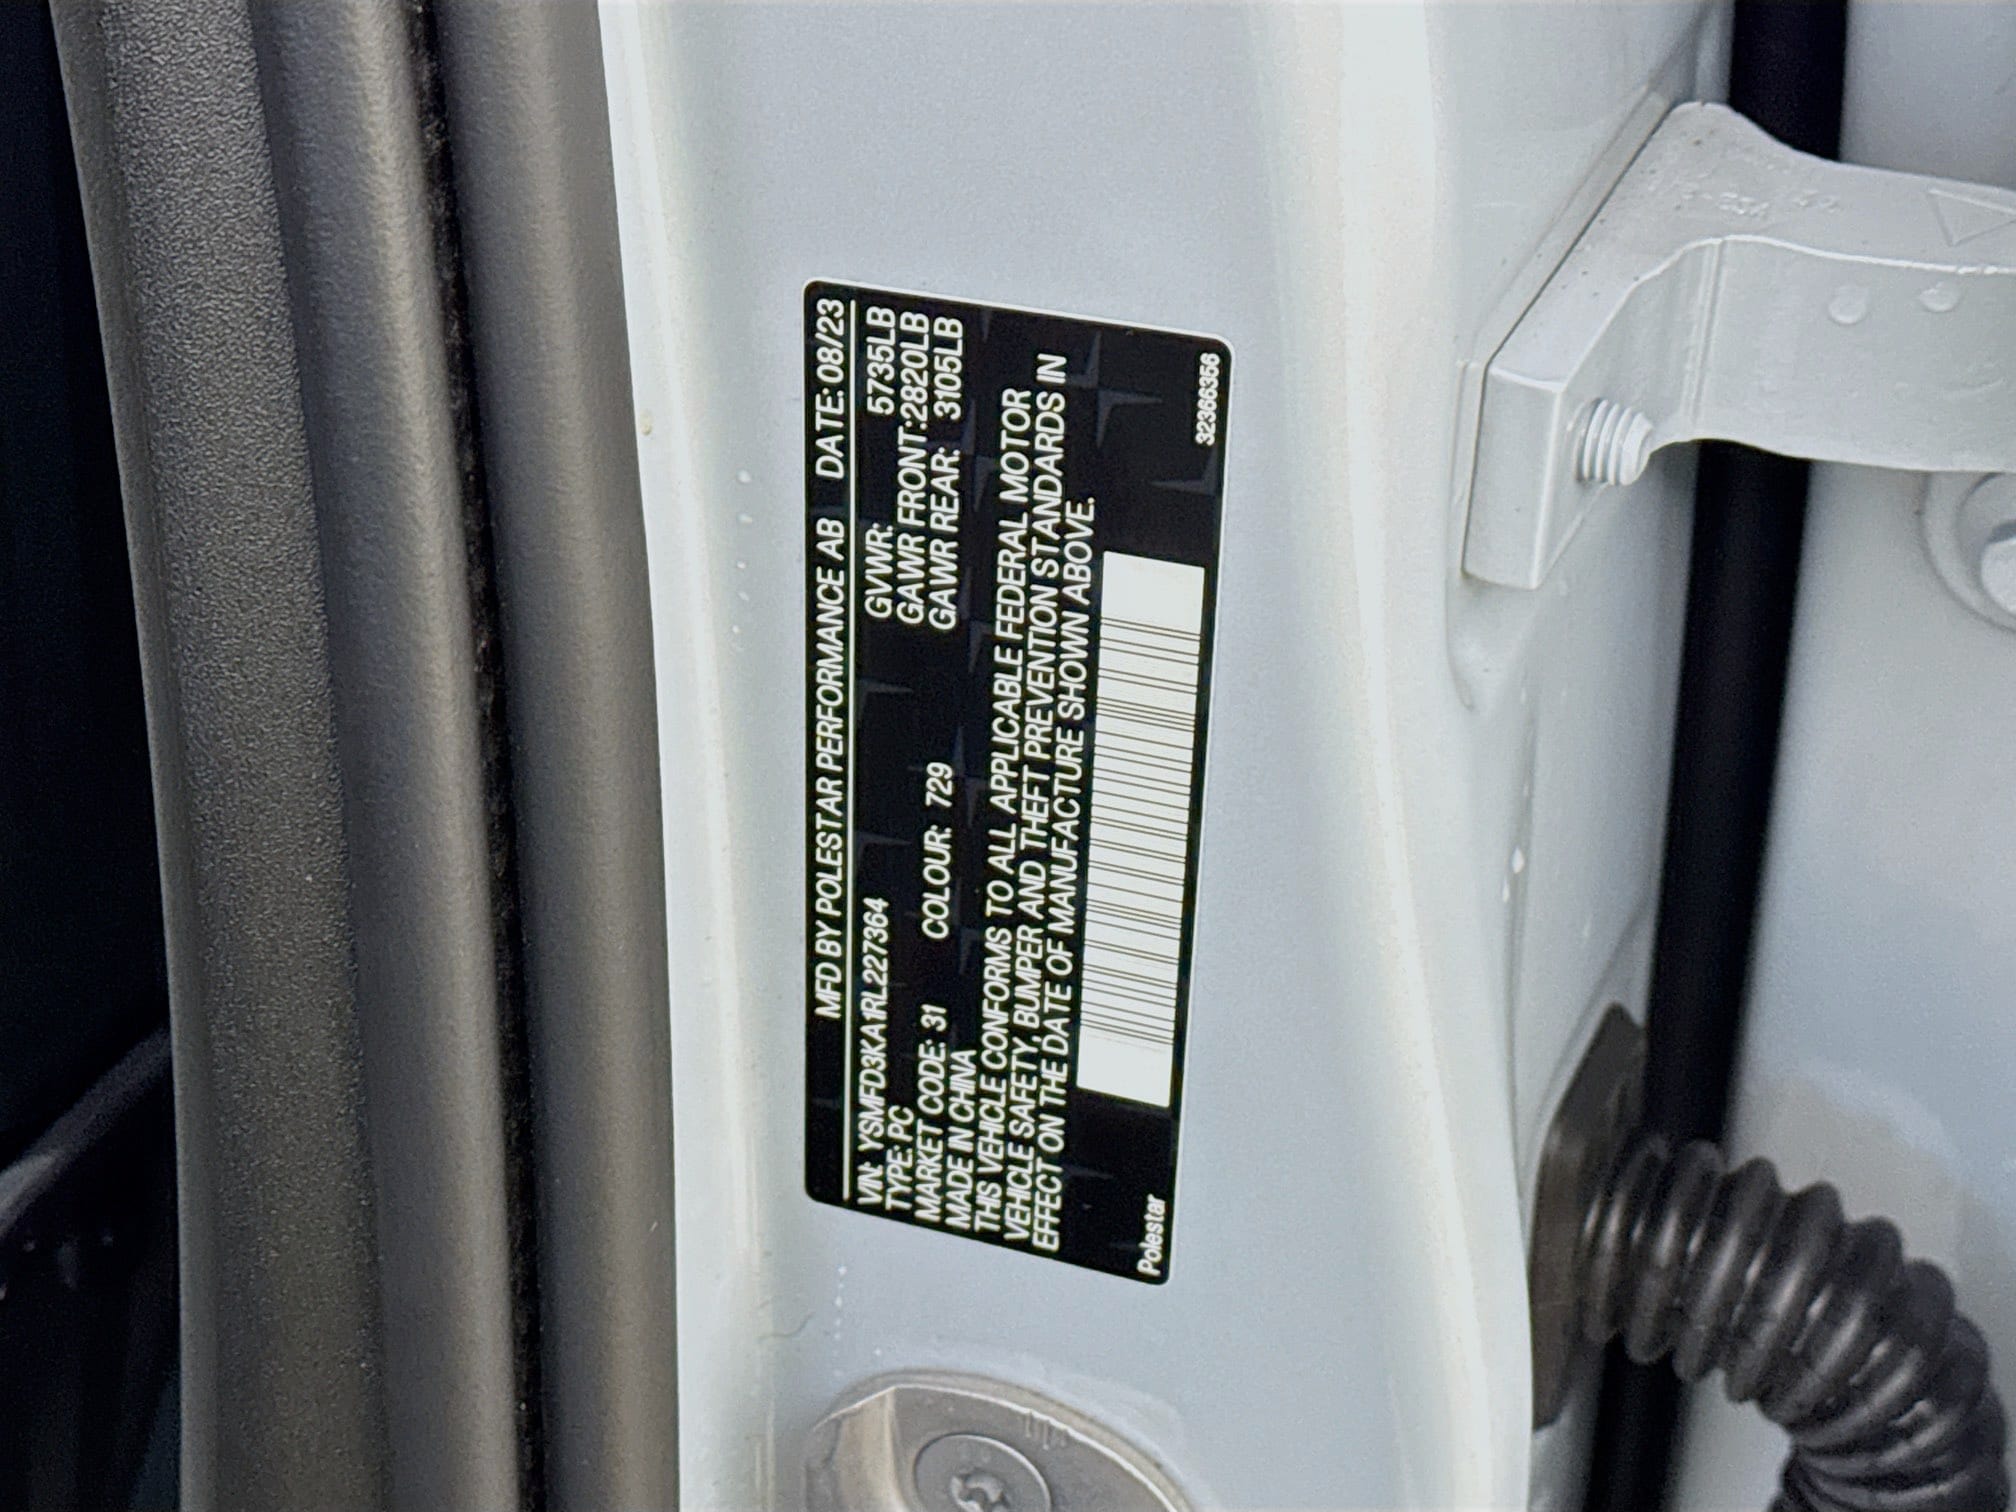 MFD BY POLESTAR PERFORMANCE AB DATE: 08/23
VIN: YSMFD3KA1RL227364 GVWR: 5735LB
TYPE: PC GAWR FRONT:2820LB
MARKET CODE: 31 COLOUR: 729 GAWR REAR: 3105LB
MADE IN CHINA
THIS VEHICLE CONFORMS TO ALL APPLICABLE FEDERAL MOTOR
VEHICLE SAFETY, BUMPER AND THEFT PREVENTION STANDARDS IN
EFFECT ON THE DATE OF MANUFACTURE SHOWN ABOVE.
Polestar 32366356